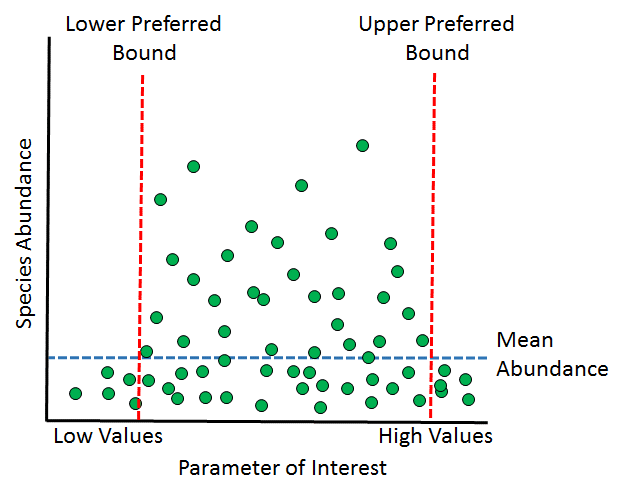 Lower Preferred
Bound
Upper Preferred
Bound
Species Abundance
Mean
Abundance
Low Values
High Values
Parameter of Interest